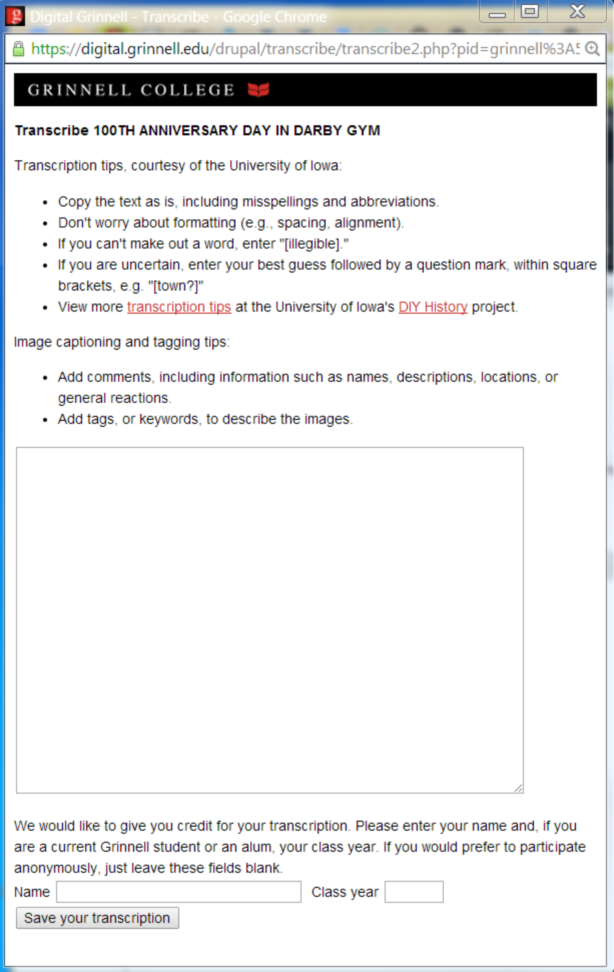 Digital Grinnell - Transcribe - Google Chrome
https://digital.grinnell.edu/drupal/transcribe/transcribe2.php?pid=grinnell%3A5
GRINNELL COLLEGE
Transcribe 100TH ANNIVERSARY DAY IN DARBY GYM
Transcription tips, courtesy of the University of Iowa:
• Copy the text as is, including misspellings and abbreviations.
• Don't worry about formatting (e.g., spacing, alignment).
• If you can't make out a word, enter "[illegible]."
• If you are uncertain, enter your best guess followed by a question mark, within square
brackets, e.g. "[town?]"
• View more transcription tips at the University of Iowa's DIY History project.
Image captioning and tagging tips:
• Add comments, including information such as names, descriptions, locations, or
general reactions.
• Add tags, or keywords, to describe the images.
We would like to give you credit for your transcription. Please enter your name and, if you
are a current Grinnell student or an alum, your class year. If you would prefer to participate
anonymously, just leave these fields blank.
Name Class year
Save your transcription